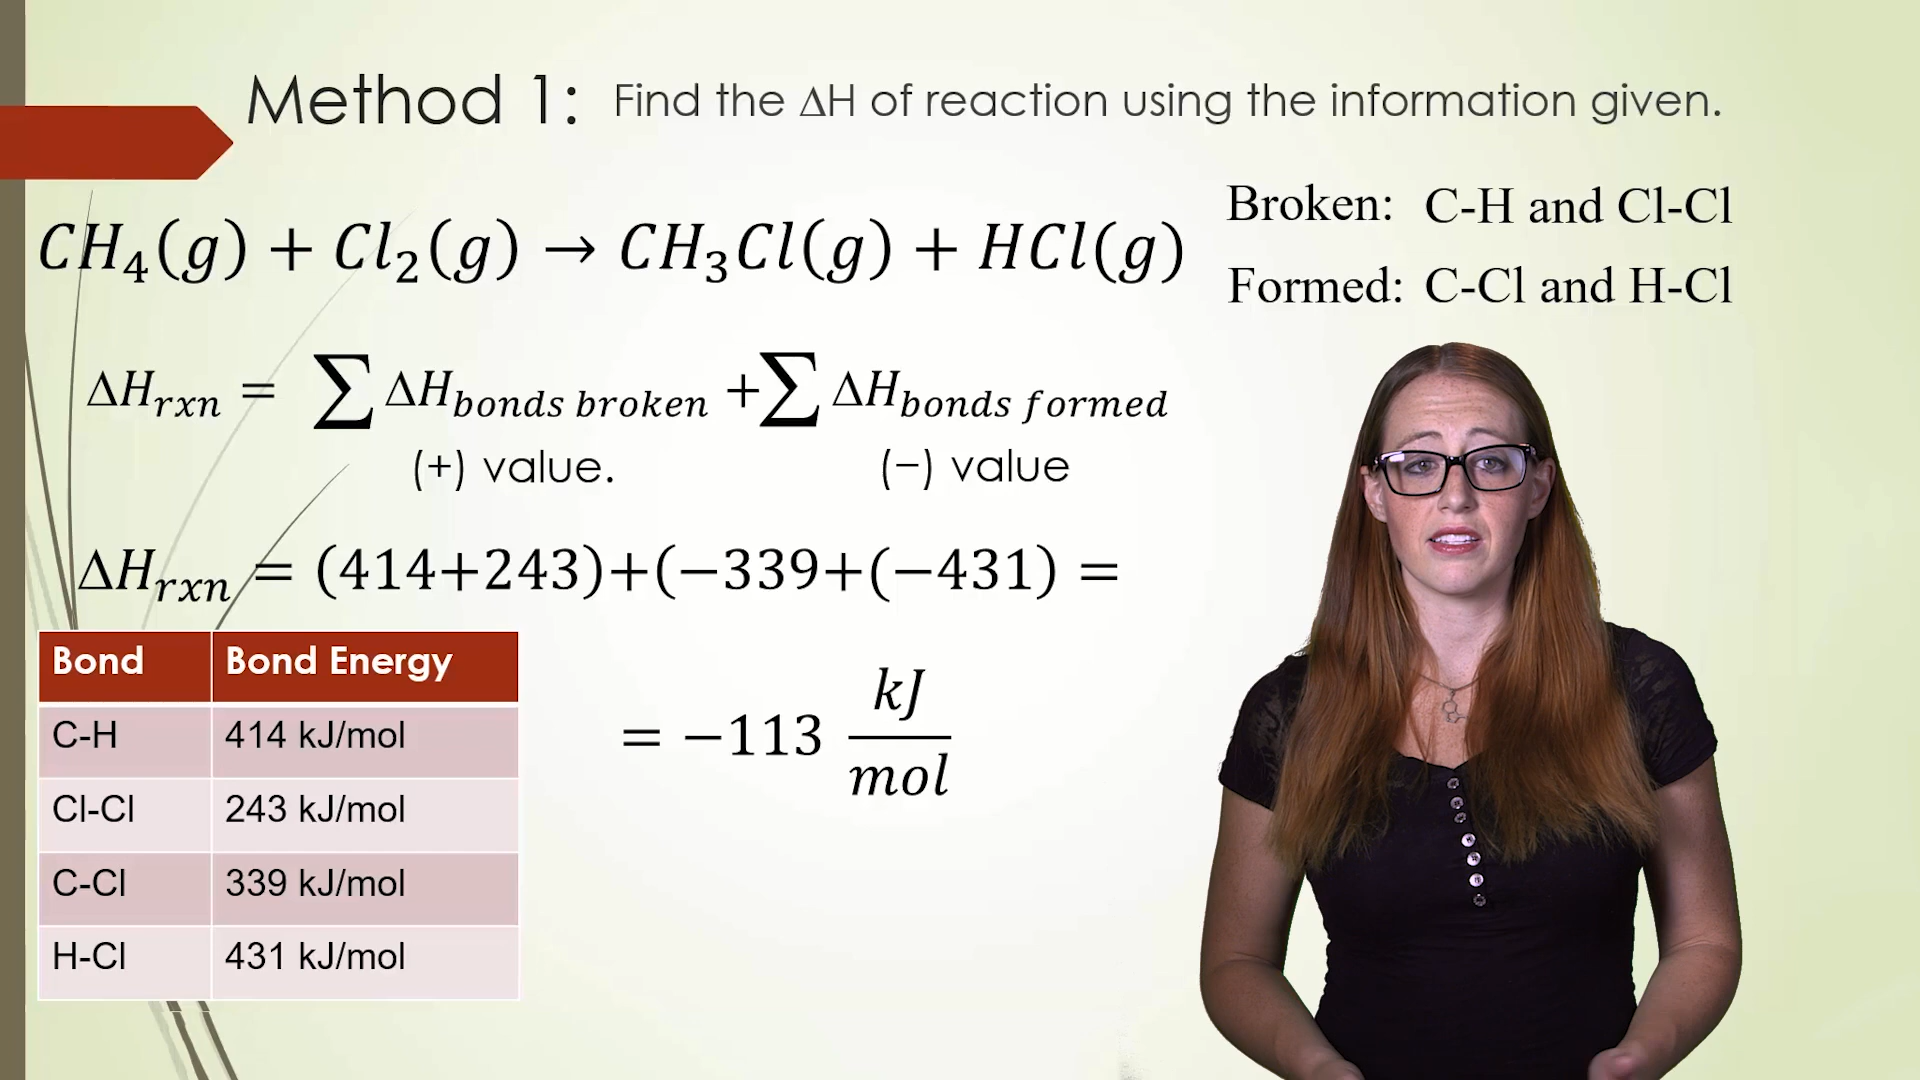 Method 1: Find the ΔH of reaction using the information given.
CH₄(g) + Cl₂(g) → CH₃Cl(g) + HCl(g)
Broken: C-H and Cl-Cl
Formed: C-Cl and H-Cl
ΔH_rxn = ∑ ΔH_bonds broken + ∑ ΔH_bonds formed
(+) value. (−) value
ΔH_rxn = (414+243)+(−339+(−431) =
= −113 kJ/mol
Bond Bond Energy
C-H 414 kJ/mol
Cl-Cl 243 kJ/mol
C-Cl 339 kJ/mol
H-Cl 431 kJ/mol